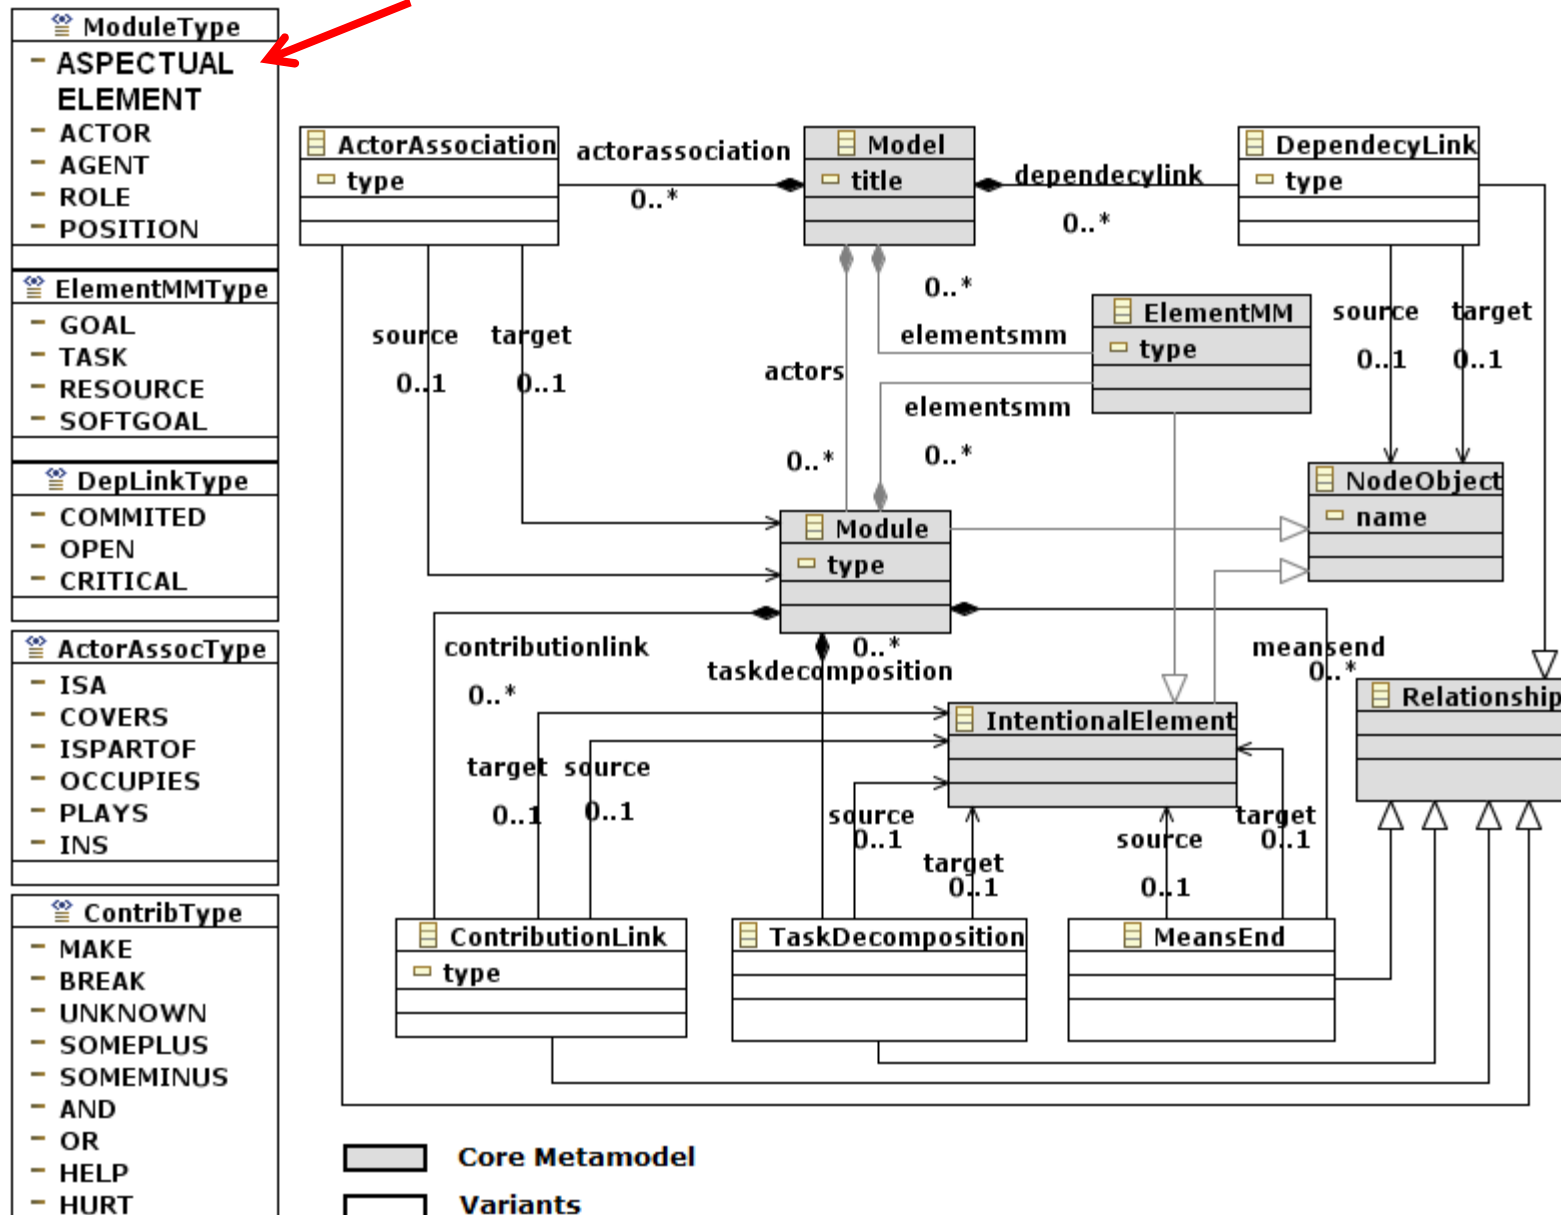 ModuleType
ASPECTUAL
ELEMENT
ACTOR
AGENT
ROLE
POSITION
ElementMMType
GOAL
TASK
RESOURCE
SOFTGOAL
DepLinkType
COMMITED
OPEN
CRITICAL
ActorAssocType
ISA
COVERS
ISPARTOF
OCCUPIES
PLAYS
INS
ContribType
MAKE
BREAK
UNKNOWN
SOMEPLUS
SOMEMINUS
AND
OR
HELP
HURT
ActorAssociation
type
actorassociation
0..*
Model
title
dependecylink
0..*
DependecyLink
type
source
0..1
target
0..1
actors
0..*
0..*
elementsmm
elementsmm
0..*
ElementMM
type
source
0..1
target
0..1
NodeObject
name
Module
type
contributionlink
0..*
0..*
taskdecomposition
meansend
0..*
Relationship
IntentionalElement
target
0..1
source
0..1
source
0..1
target
0..1
source
0..1
target
0..1
ContributionLink
type
TaskDecomposition
MeansEnd
Core Metamodel
Variants